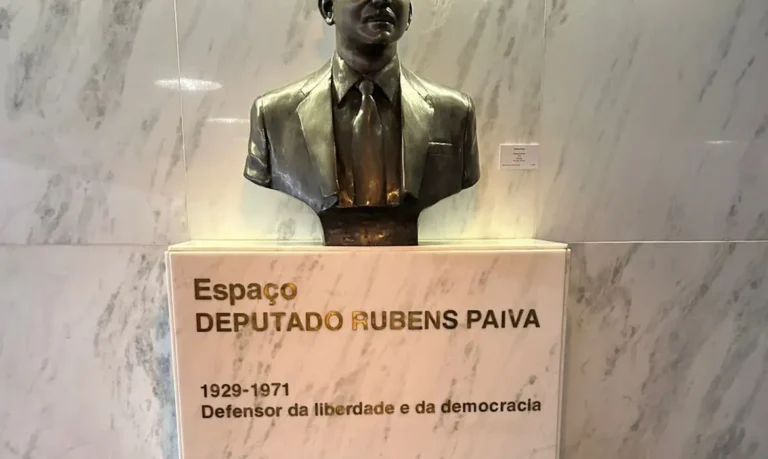 Espaço
DEPUTADO RUBENS PAIVA
1929-1971
Defensor da liberdade e da democracia